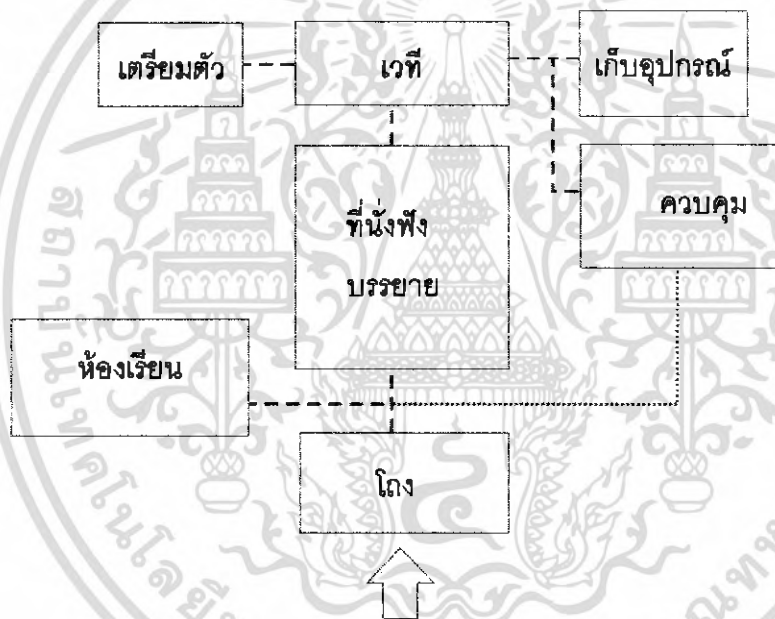 เตรียมตัว
เวที
เก็บอุปกรณ์
ที่นั่งฟัง
บรรยาย
ควบคุม
ห้องเรียน
โถง